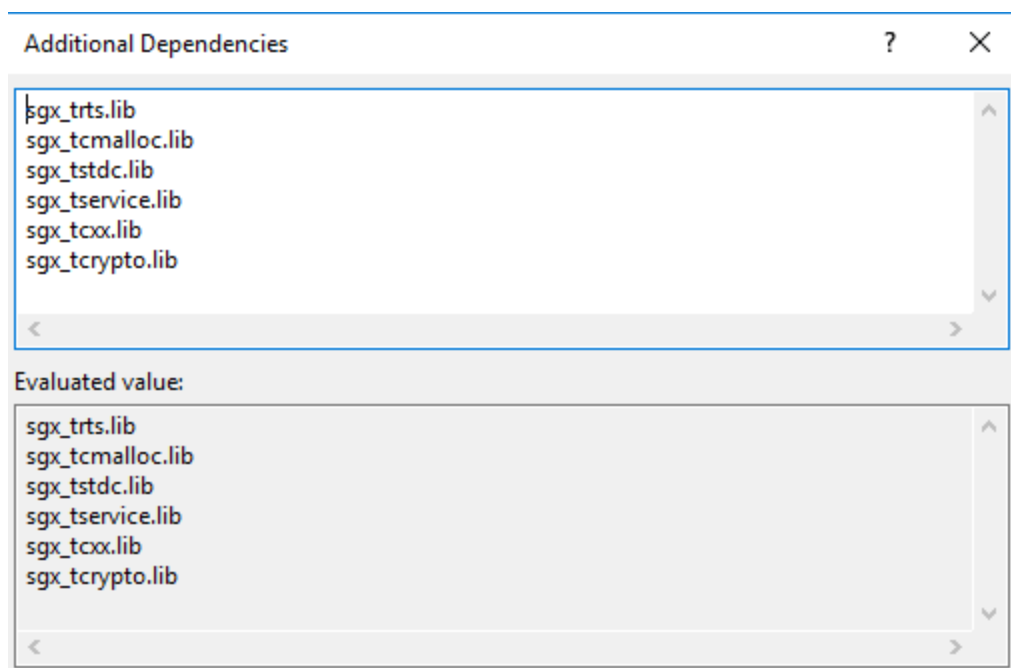 Additional Dependencies ?
sgx_trts.lib
sgx_tcmalloc.lib
sgx_tstdc.lib
sgx_tservice.lib
sgx_tcxx.lib
sgx_tcrypto.lib
Evaluated value:
sgx_trts.lib
sgx_tcmalloc.lib
sgx_tstdc.lib
sgx_tservice.lib
sgx_tcxx.lib
sgx_tcrypto.lib